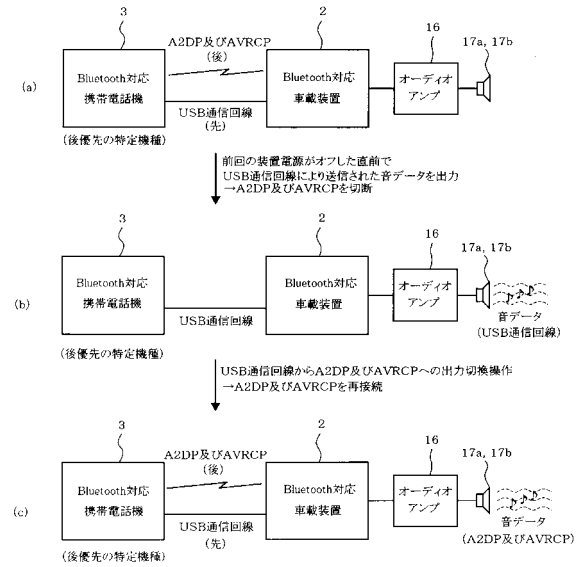 3
A2DP及びAVRCP
(後)
2
16
17a, 17b
(a)
Bluetooth対応
携帯電話機
Bluetooth対応
車載装置
オーディオ
アンプ
USB通信回線
(先)
(後優先の特定機種)
前回の装置電源がオフした直前で
USB通信回線により送信された音データを出力
→A2DP及びAVRCPを切断
3
2
16
17a, 17b
(b)
Bluetooth対応
携帯電話機
Bluetooth対応
車載装置
オーディオ
アンプ
USB通信回線
音データ
(USB通信回線)
(後優先の特定機種)
USB通信回線からA2DP及びAVRCPへの出力切換操作
→A2DP及びAVRCPを再接続
3
A2DP及びAVRCP
(後)
2
16
17a, 17b
(c)
Bluetooth対応
携帯電話機
Bluetooth対応
車載装置
オーディオ
アンプ
USB通信回線
(先)
音データ
(A2DP及びAVRCP)
(後優先の特定機種)